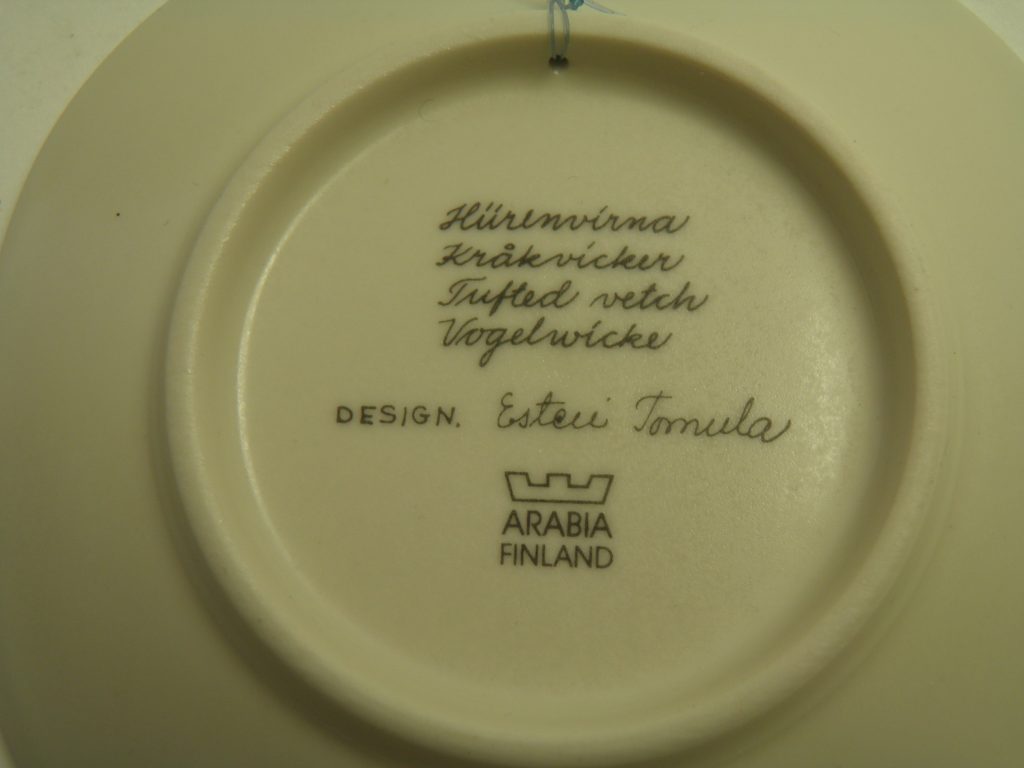 Hiirenvirna
Kråkvicker
Tufted vetch
Vogelwicke
DESIGN. Esteri Tomula
ARABIA
FINLAND